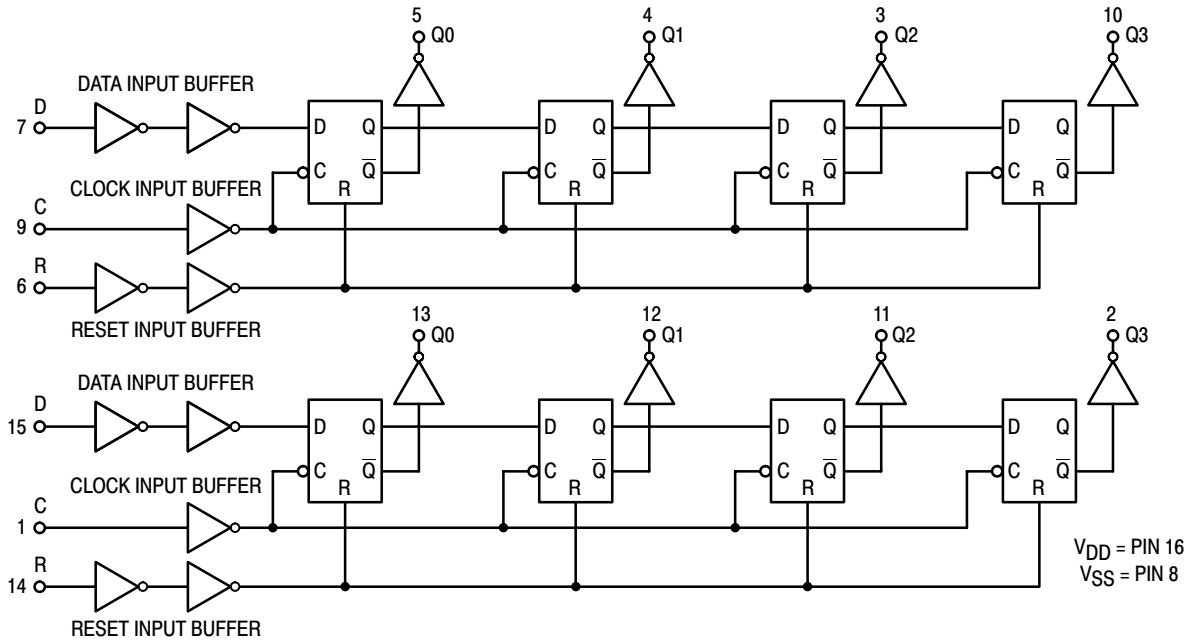 5 4 3 10
Q0 Q1 Q2 Q3
DATA INPUT BUFFER
D
7
D Q D Q D Q D Q
C Q̅ C Q̅ C Q̅ C Q̅
R R R R
CLOCK INPUT BUFFER
C
9
R
6
RESET INPUT BUFFER
13 12 11 2
Q0 Q1 Q2 Q3
DATA INPUT BUFFER
D
15
D Q D Q D Q D Q
C Q̅ C Q̅ C Q̅ C Q̅
R R R R
CLOCK INPUT BUFFER
C
1
R
14
RESET INPUT BUFFER
VDD = PIN 16
VSS = PIN 8